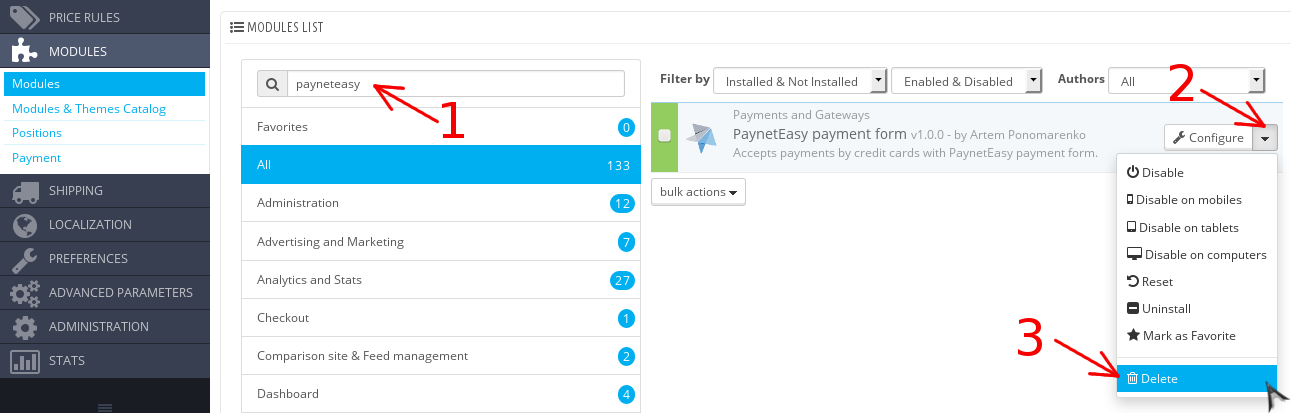 PRICE RULES
MODULES
Modules
Modules & Themes Catalog
Positions
Payment
SHIPPING
LOCALIZATION
PREFERENCES
ADVANCED PARAMETERS
ADMINISTRATION
STATS
MODULES LIST
payneteasy
1
Favorites 0
All 133
Administration 12
Advertising and Marketing 7
Analytics and Stats 27
Checkout 1
Comparison site & Feed management 2
Dashboard 4
Filter by Installed & Not Installed Enabled & Disabled Authors All
2
Payments and Gateways
PaynetEasy payment form v1.0.0 - by Artem Ponomarenko
Accepts payments by credit cards with PaynetEasy payment form.
Configure
bulk actions
Disable
Disable on mobiles
Disable on tablets
Disable on computers
Reset
Uninstall
Mark as Favorite
3
Delete